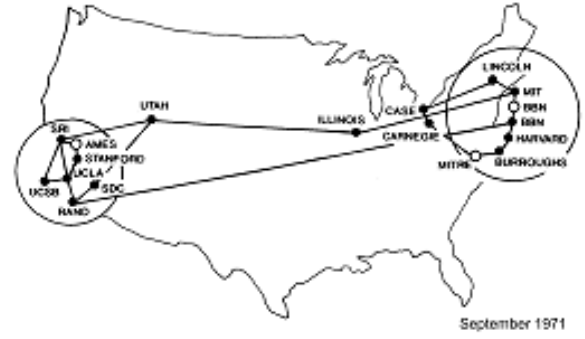 LINCOLN
MIT
BBN
BBN
HARVARD
BURROUGHS
MITRE
CASE
CARNEGIE
ILLINOIS
UTAH
SRI
AMES
STANFORD
UCLA
SDC
UCSB
RAND
September 1971